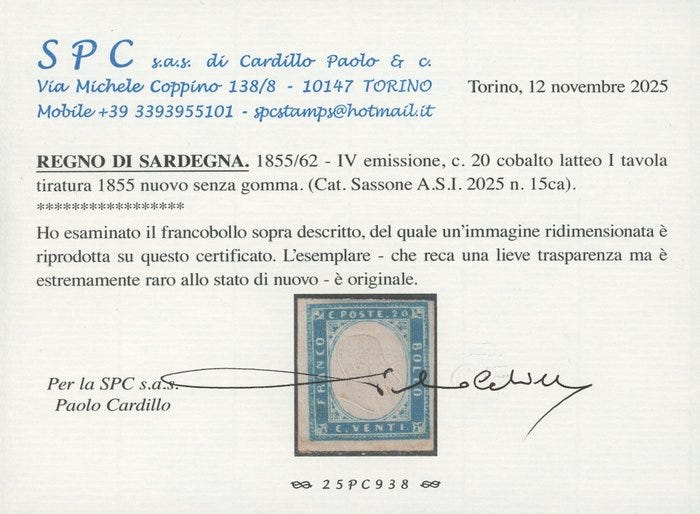 SPC s.a.s. di Cardillo Paolo & c.
Via Michele Coppino 138/8 - 10147 TORINO
Mobile +39 3393955101 - spcstamps@hotmail.it
Torino, 12 novembre 2025
REGNO DI SARDEGNA. 1855/62 - IV emissione, c. 20 cobalto latteo I tavola
tiratura 1855 nuovo senza gomma. (Cat. Sassone A.S.I. 2025 n. 15ca).
*****************
Ho esaminato il francobollo sopra descritto, del quale un'immagine ridimensionata è
riprodotta su questo certificato. L'esemplare - che reca una lieve trasparenza ma è
estremamente raro allo stato di nuovo - è originale.
C. POSTE. 20
FRANCO
BOLLO
C. VENTI
Per la SPC s.a.s.
Paolo Cardillo
25PC938